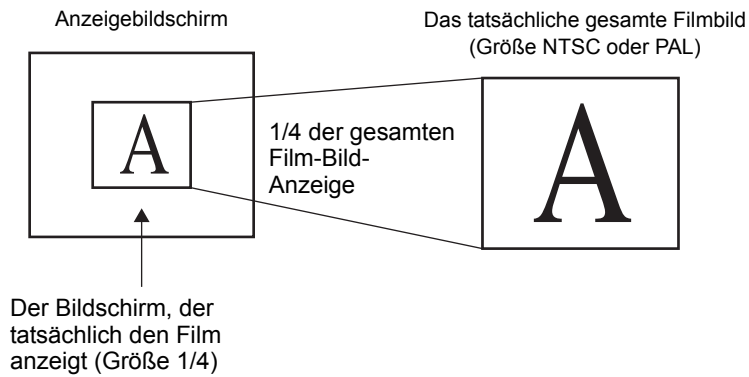 Anzeigebildschirm
Das tatsächliche gesamte Filmbild
(Größe NTSC oder PAL)
A
1/4 der gesamten
Film-Bild-
Anzeige
A
Der Bildschirm, der
tatsächlich den Film
anzeigt (Größe 1/4)